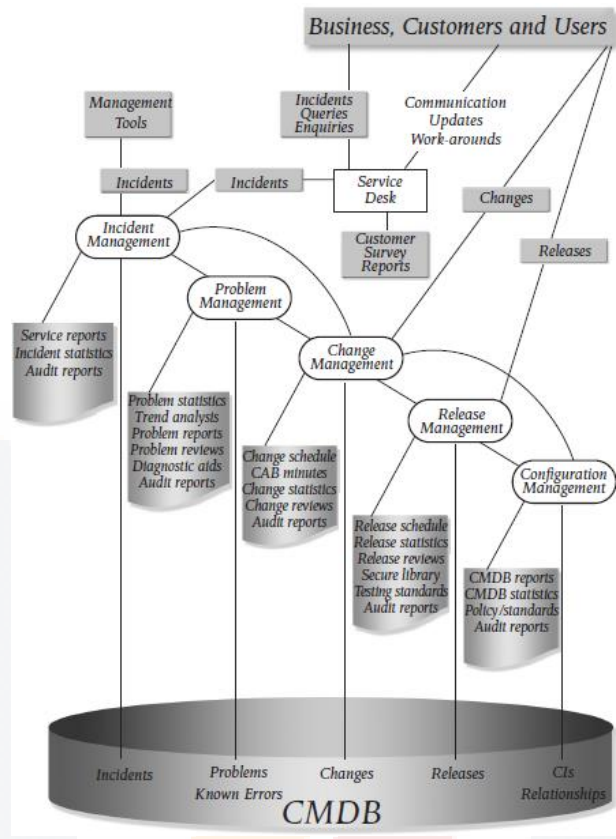 Business, Customers and Users
Management
Tools
Incidents
Queries
Enquiries
Communication
Updates
Work-arounds
Incidents
Incidents
Service
Desk
Changes
Customer
Survey
Reports
Releases
Incident
Management
Problem
Management
Change
Management
Release
Management
Configuration
Management
Service reports
Incident statistics
Audit reports
Problem statistics
Trend analysis
Problem reports
Problem reviews
Diagnostic aids
Audit reports
Change schedule
CAB minutes
Change statistics
Change reviews
Audit reports
Release schedule
Release statistics
Release reviews
Secure library
Testing standards
Audit reports
CMDB reports
CMDB statistics
Policy/standards
Audit reports
Incidents
Problems
Known Errors
Changes
Releases
CIs
Relationships
CMDB